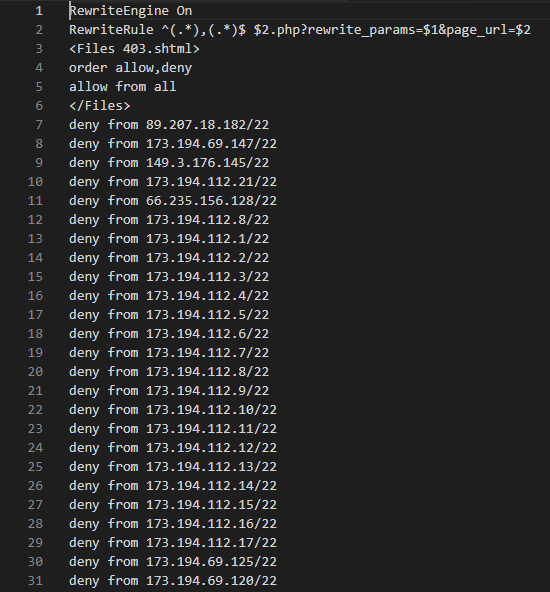 1 RewriteEngine On
2 RewriteRule ^(.*),(.*)$ $2.php?rewrite_params=$1&page_url=$2
3 <Files 403.shtml>
4 order allow,deny
5 allow from all
6 </Files>
7 deny from 89.207.18.182/22
8 deny from 173.194.69.147/22
9 deny from 149.3.176.145/22
10 deny from 173.194.112.21/22
11 deny from 66.235.156.128/22
12 deny from 173.194.112.8/22
13 deny from 173.194.112.1/22
14 deny from 173.194.112.2/22
15 deny from 173.194.112.3/22
16 deny from 173.194.112.4/22
17 deny from 173.194.112.5/22
18 deny from 173.194.112.6/22
19 deny from 173.194.112.7/22
20 deny from 173.194.112.8/22
21 deny from 173.194.112.9/22
22 deny from 173.194.112.10/22
23 deny from 173.194.112.11/22
24 deny from 173.194.112.12/22
25 deny from 173.194.112.13/22
26 deny from 173.194.112.14/22
27 deny from 173.194.112.15/22
28 deny from 173.194.112.16/22
29 deny from 173.194.112.17/22
30 deny from 173.194.69.125/22
31 deny from 173.194.69.120/22